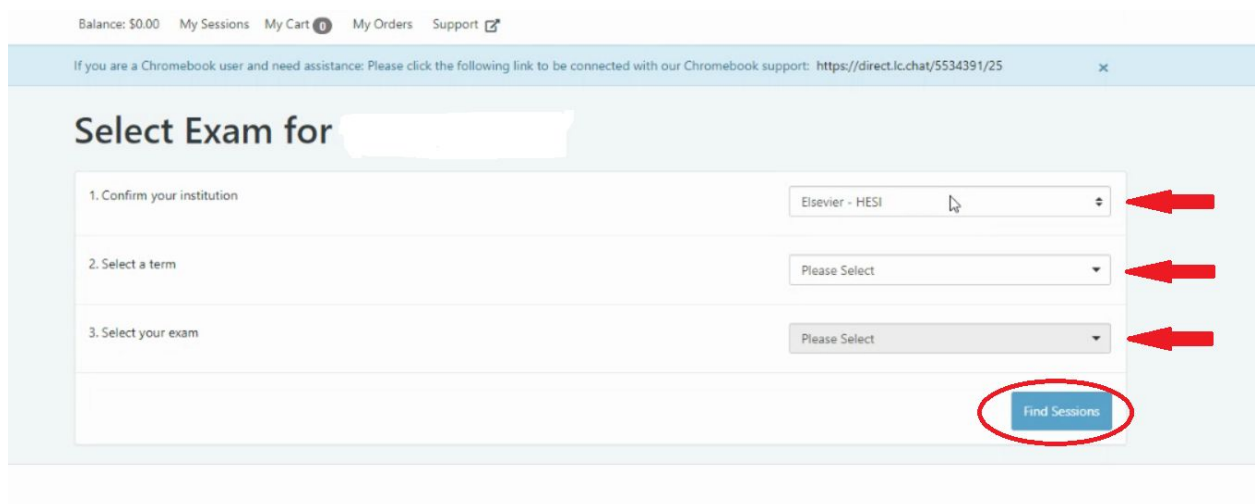 Balance: $0.00 My Sessions My Cart 0 My Orders Support
If you are a Chromebook user and need assistance: Please click the following link to be connected with our Chromebook support: https://direct.lc.chat/5534391/25 ×
Select Exam for
1. Confirm your institution Elsevier - HESI
2. Select a term Please Select
3. Select your exam Please Select
Find Sessions